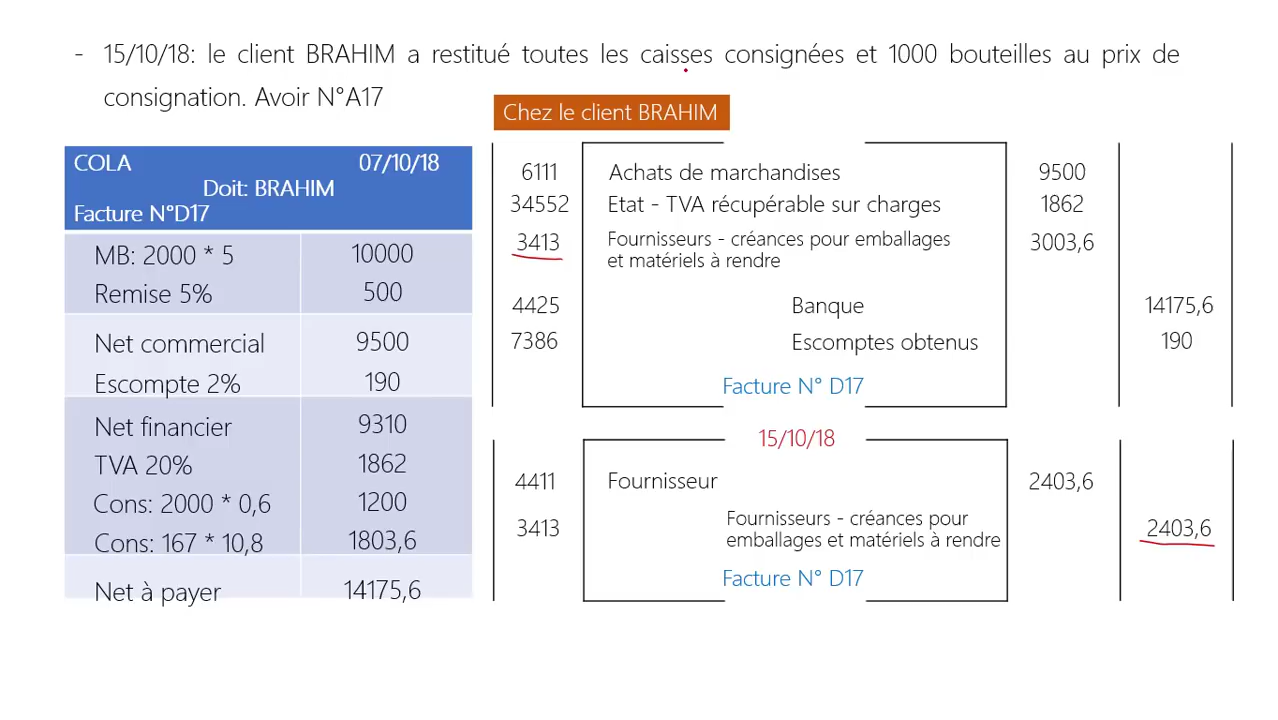 - 15/10/18: le client BRAHIM a restitué toutes les caisses consignées et 1000 bouteilles au prix de
consignation. Avoir N°A17
Chez le client BRAHIM
COLA 07/10/18
Doit: BRAHIM
Facture N°D17
MB: 2000 * 5 10000
Remise 5% 500
Net commercial 9500
Escompte 2% 190
Net financier 9310
TVA 20% 1862
Cons: 2000 * 0,6 1200
Cons: 167 * 10,8 1803,6
Net à payer 14175,6
6111 Achats de marchandises 9500
34552 Etat - TVA récupérable sur charges 1862
3413 Fournisseurs - créances pour emballages 3003,6
et matériels à rendre
4425 Banque 14175,6
7386 Escomptes obtenus 190
Facture N° D17
15/10/18
4411 Fournisseur 2403,6
3413 Fournisseurs - créances pour 2403,6
emballages et matériels à rendre
Facture N° D17